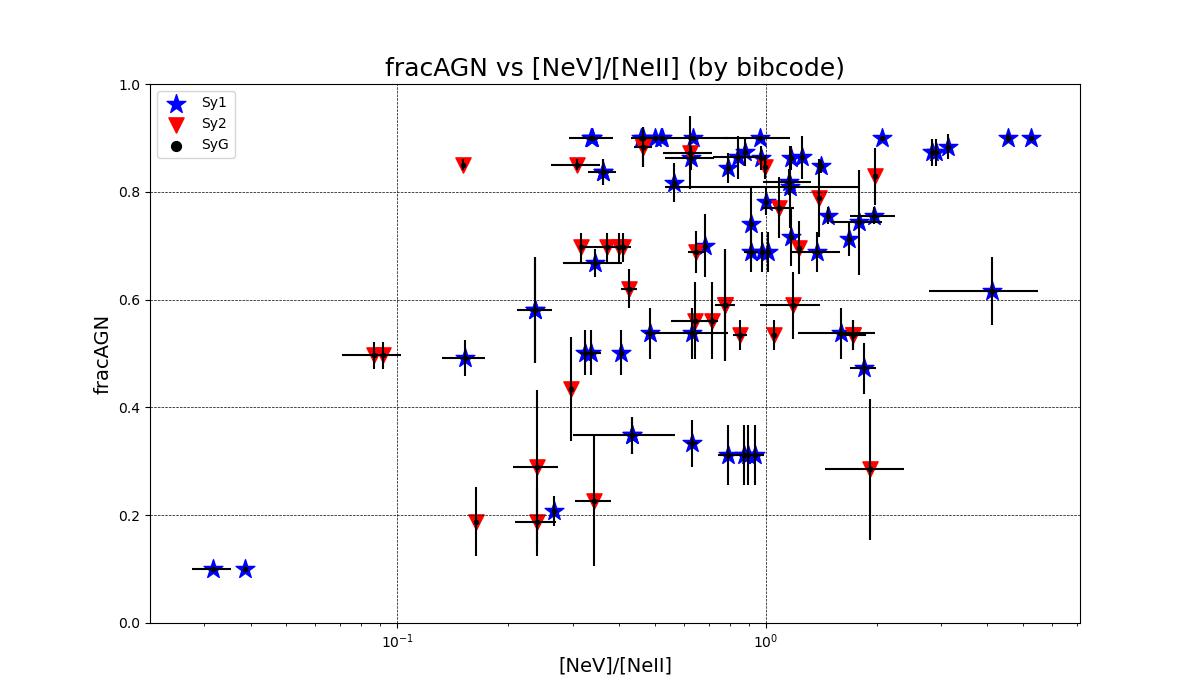 fracAGN vs [NeV]/[NeII] (by bibcode)
1.0
Sy1
Sy2
SyG
0.8
0.6
fracAGN
0.4
0.2
0.0
10⁻¹
10⁰
[NeV]/[NeII]